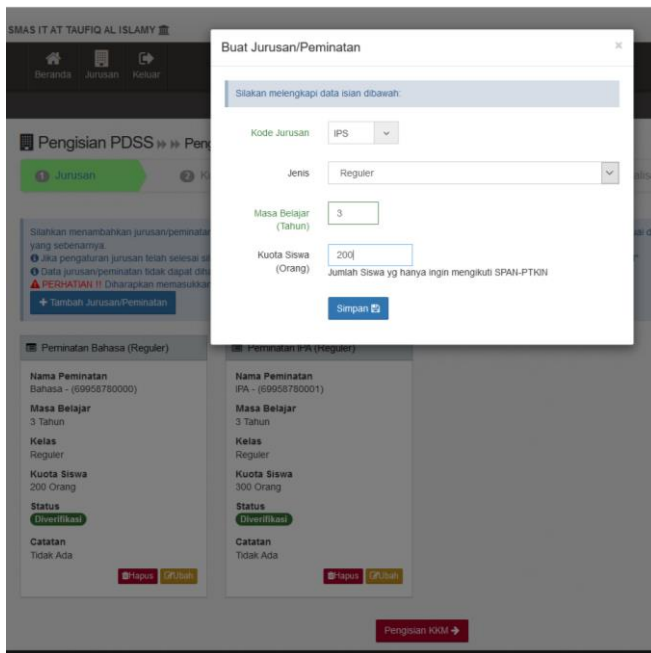 SMAS IT AT TAUFIQ AL ISLAMY
Beranda Jurusan Keluar
Buat Jurusan/Peminatan ×
Silakan melengkapi data isian dibawah:
Kode Jurusan IPS
Jenis Reguler
Masa Belajar (Tahun) 3
Kuota Siswa (Orang) 200
Jumlah Siswa yg hanya ingin mengikuti SPAN-PTKIN
Simpan
Pengisian PDSS »» »» Peng
1 Jurusan 2 K
Silahkan menambahkan jurusan/peminatan
yang sebenarnya.
Jika pengaturan jurusan telah selesai si
Data jurusan/peminatan tidak dapat dih
PERHATIAN !! Diharapkan memasukkan
+ Tambah Jurusan/Peminatan
Peminatan Bahasa (Reguler)
Nama Peminatan
Bahasa - (69958780000)
Masa Belajar
3 Tahun
Kelas
Reguler
Kuota Siswa
200 Orang
Status
Diverifikasi
Catatan
Tidak Ada
Hapus Ubah
Peminatan IPA (Reguler)
Nama Peminatan
IPA - (69958780001)
Masa Belajar
3 Tahun
Kelas
Reguler
Kuota Siswa
300 Orang
Status
Diverifikasi
Catatan
Tidak Ada
Hapus Ubah
Pengisian KKM